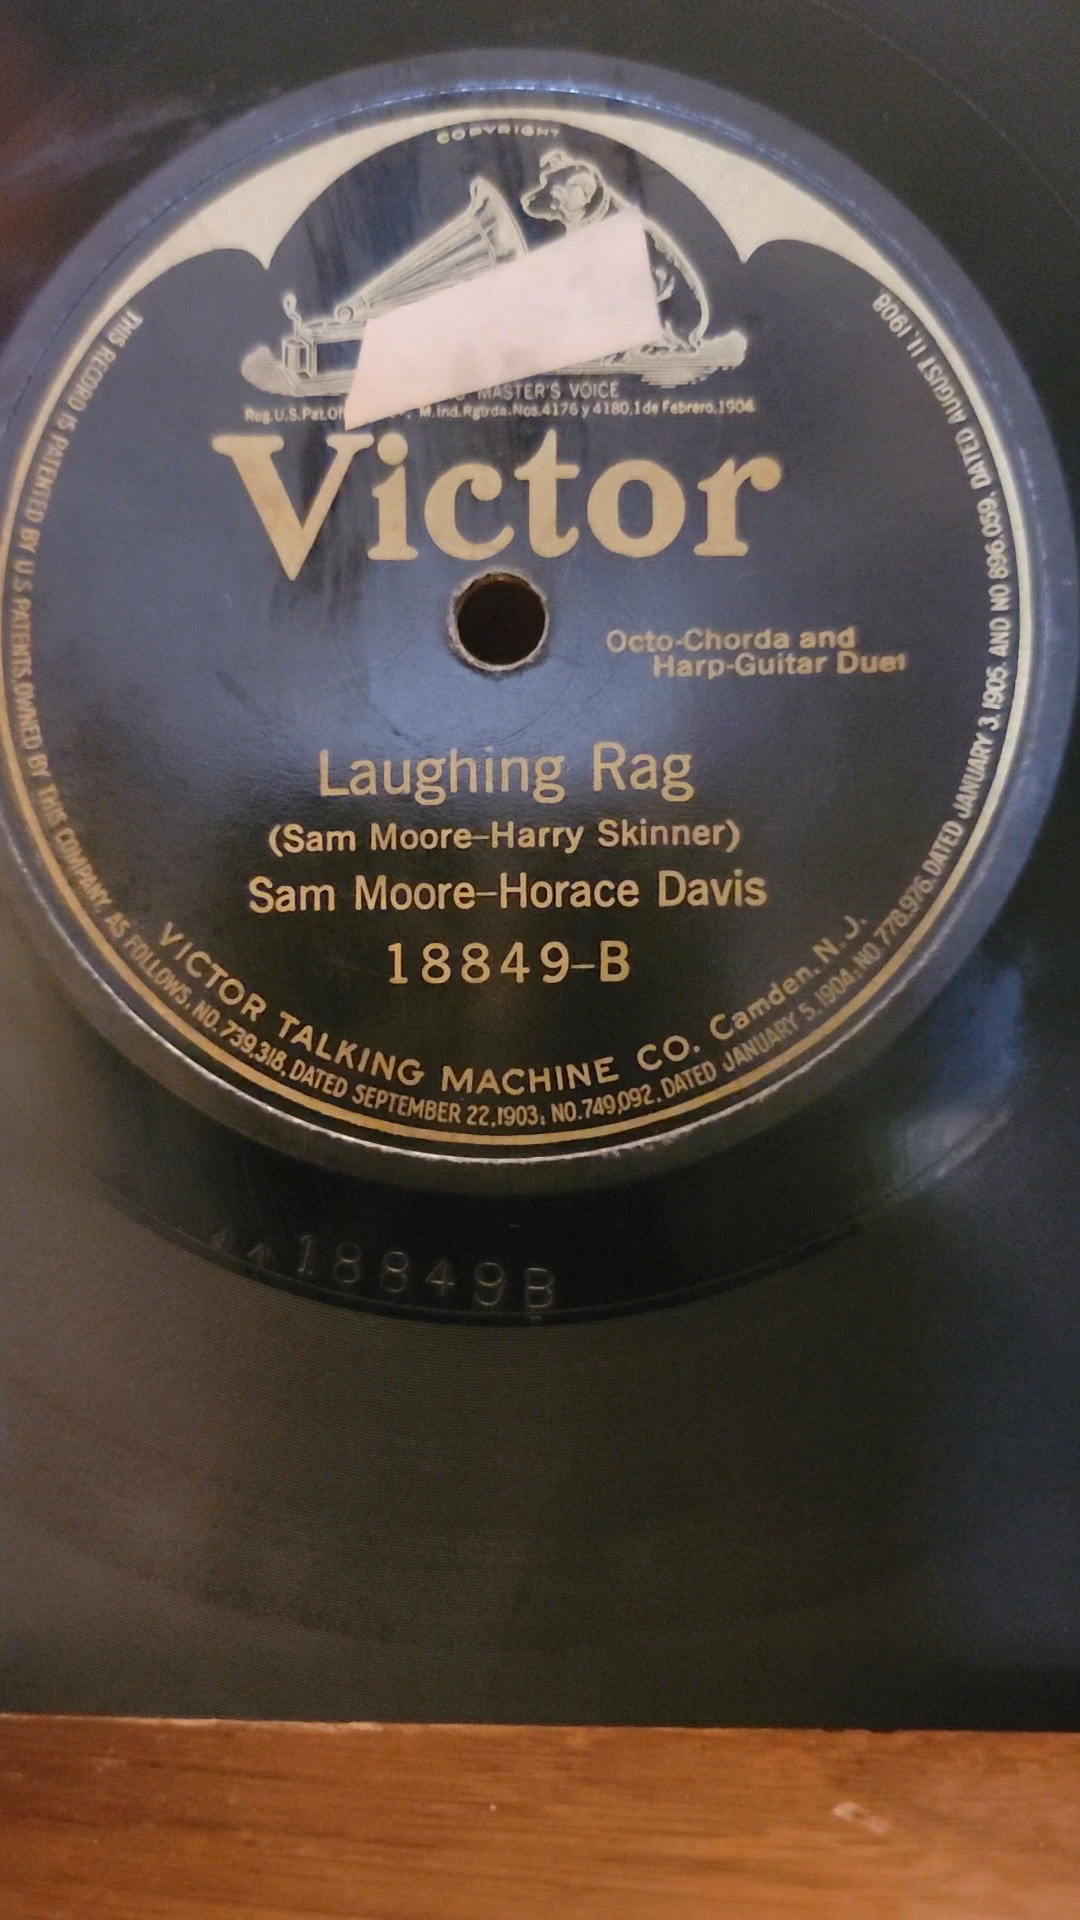 COPYRIGHT
MASTER'S VOICE
Reg.U.S.Pat.Of M.Ind.Rgtrda.Nos.4176 y 4180.1 de Febrero.1904
Victor
Octo-Chorda and
Harp-Guitar Duet
Laughing Rag
(Sam Moore–Harry Skinner)
Sam Moore–Horace Davis
18849–B
VICTOR TALKING MACHINE CO. Camden, N. J.
THIS RECORD IS PATENTED BY U S PATENTS, OWNED BY THIS COMPANY, AS FOLLOWS, NO. 739,318, DATED SEPTEMBER 22,1903; NO.749,092, DATED JANUARY 5, 1904; NO. 778,976, DATED JANUARY 3, 1905. AND NO 896,059, DATED AUGUST 11, 1908
18849B